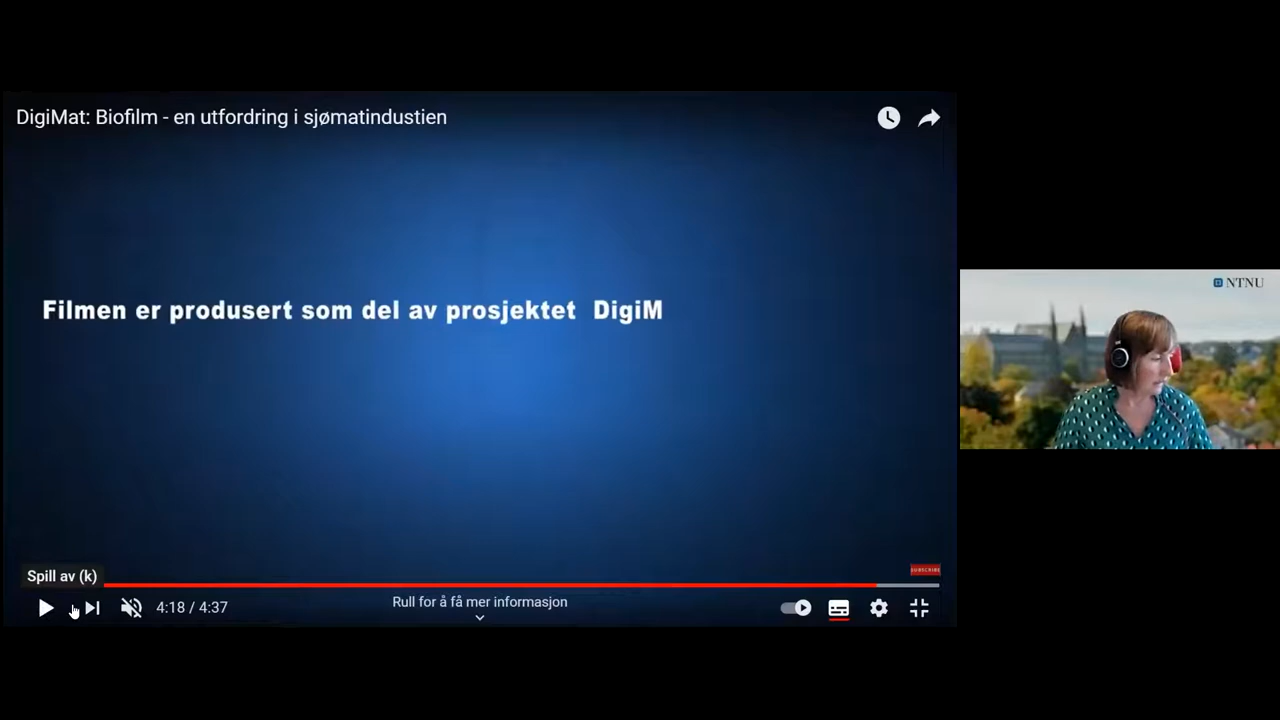 DigiMat: Biofilm - en utfordring i sjømatindustien
NTNU
Filmen er produsert som del av prosjektet DigiM
SUBSCRIBE
Spill av (k)
4:18 / 4:37
Rull for å få mer informasjon